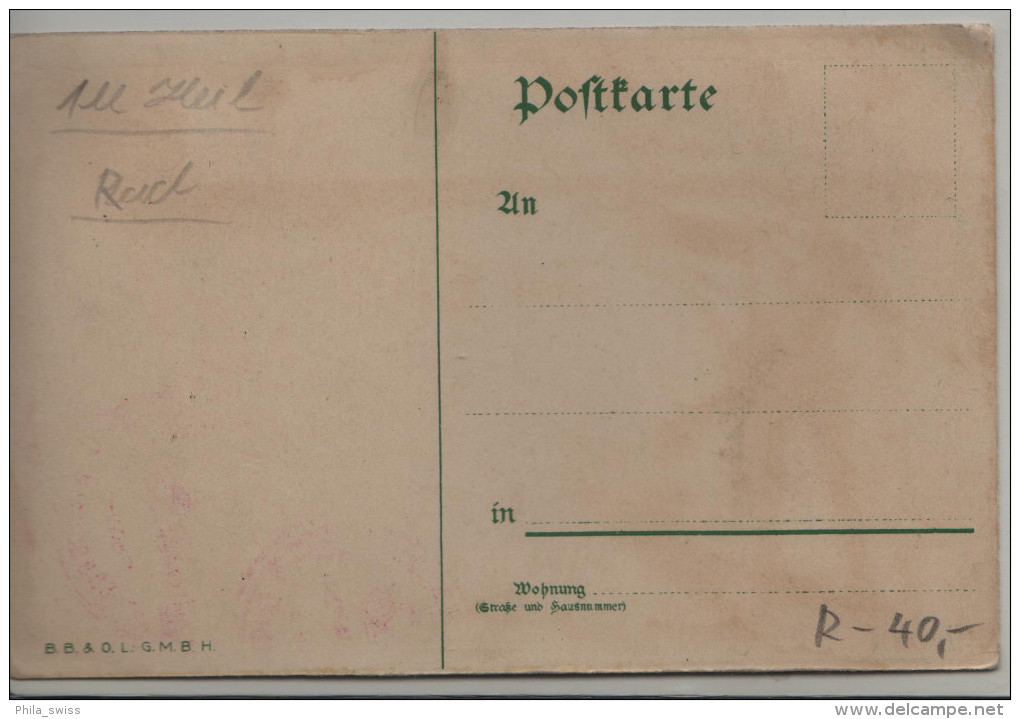 All Heil
Rad
Postkarte
An
in
Wohnung
(Straße und Hausnummer)
R - 40,-
B. B. & O. L. G. M. B. H.
Phila_swiss
www.delcampe.net